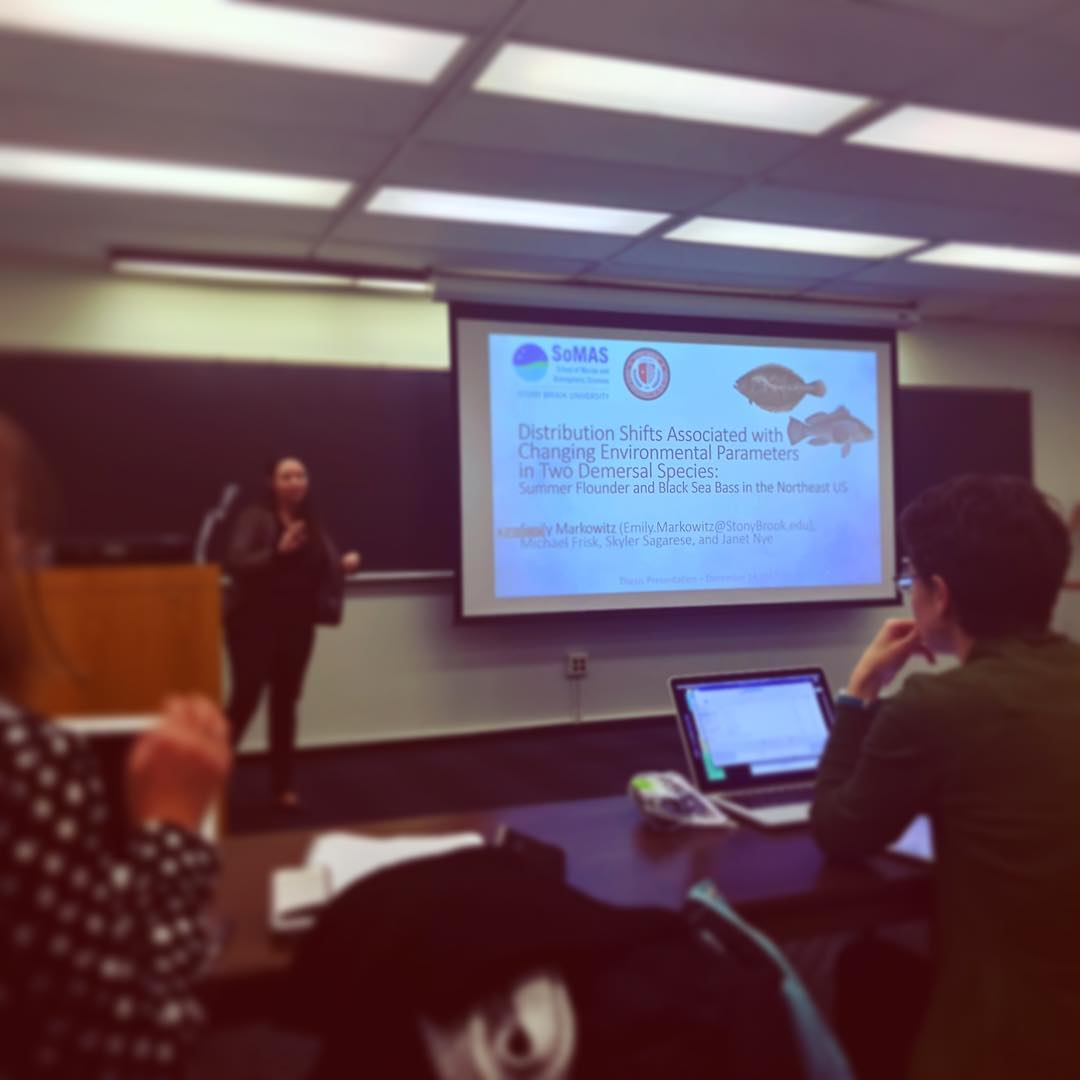 SoMAS
School of Marine and
Atmospheric Sciences
STONY BROOK UNIVERSITY
Distribution Shifts Associated with
Changing Environmental Parameters
in Two Demersal Species:
Summer Flounder and Black Sea Bass in the Northeast US
Emily Markowitz (Emily.Markowitz@StonyBrook.edu),
Michael Frisk, Skyler Sagarese, and Janet Nye
Thesis Presentation – December